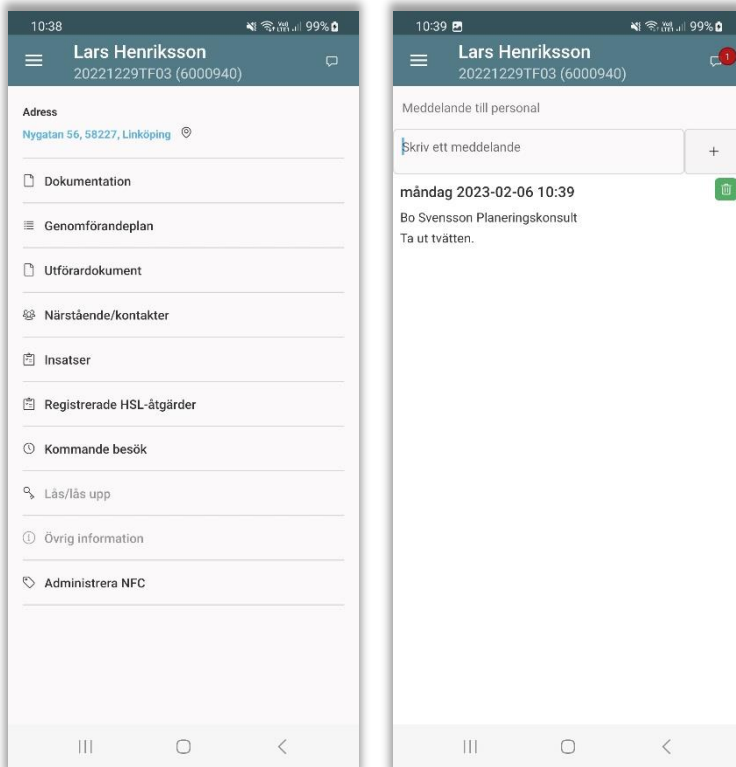 10:38
99%
Lars Henriksson
20221229TF03 (6000940)
Adress
Nygatan 56, 58227, Linköping
Dokumentation
Genomförandeplan
Utförardokument
Närstående/kontakter
Insatser
Registrerade HSL-åtgärder
Kommande besök
Lås/lås upp
Övrig information
Administrera NFC
10:39
99%
Lars Henriksson
20221229TF03 (6000940)
1
Meddelande till personal
Skriv ett meddelande
+
måndag 2023-02-06 10:39
Bo Svensson Planeringskonsult
Ta ut tvätten.